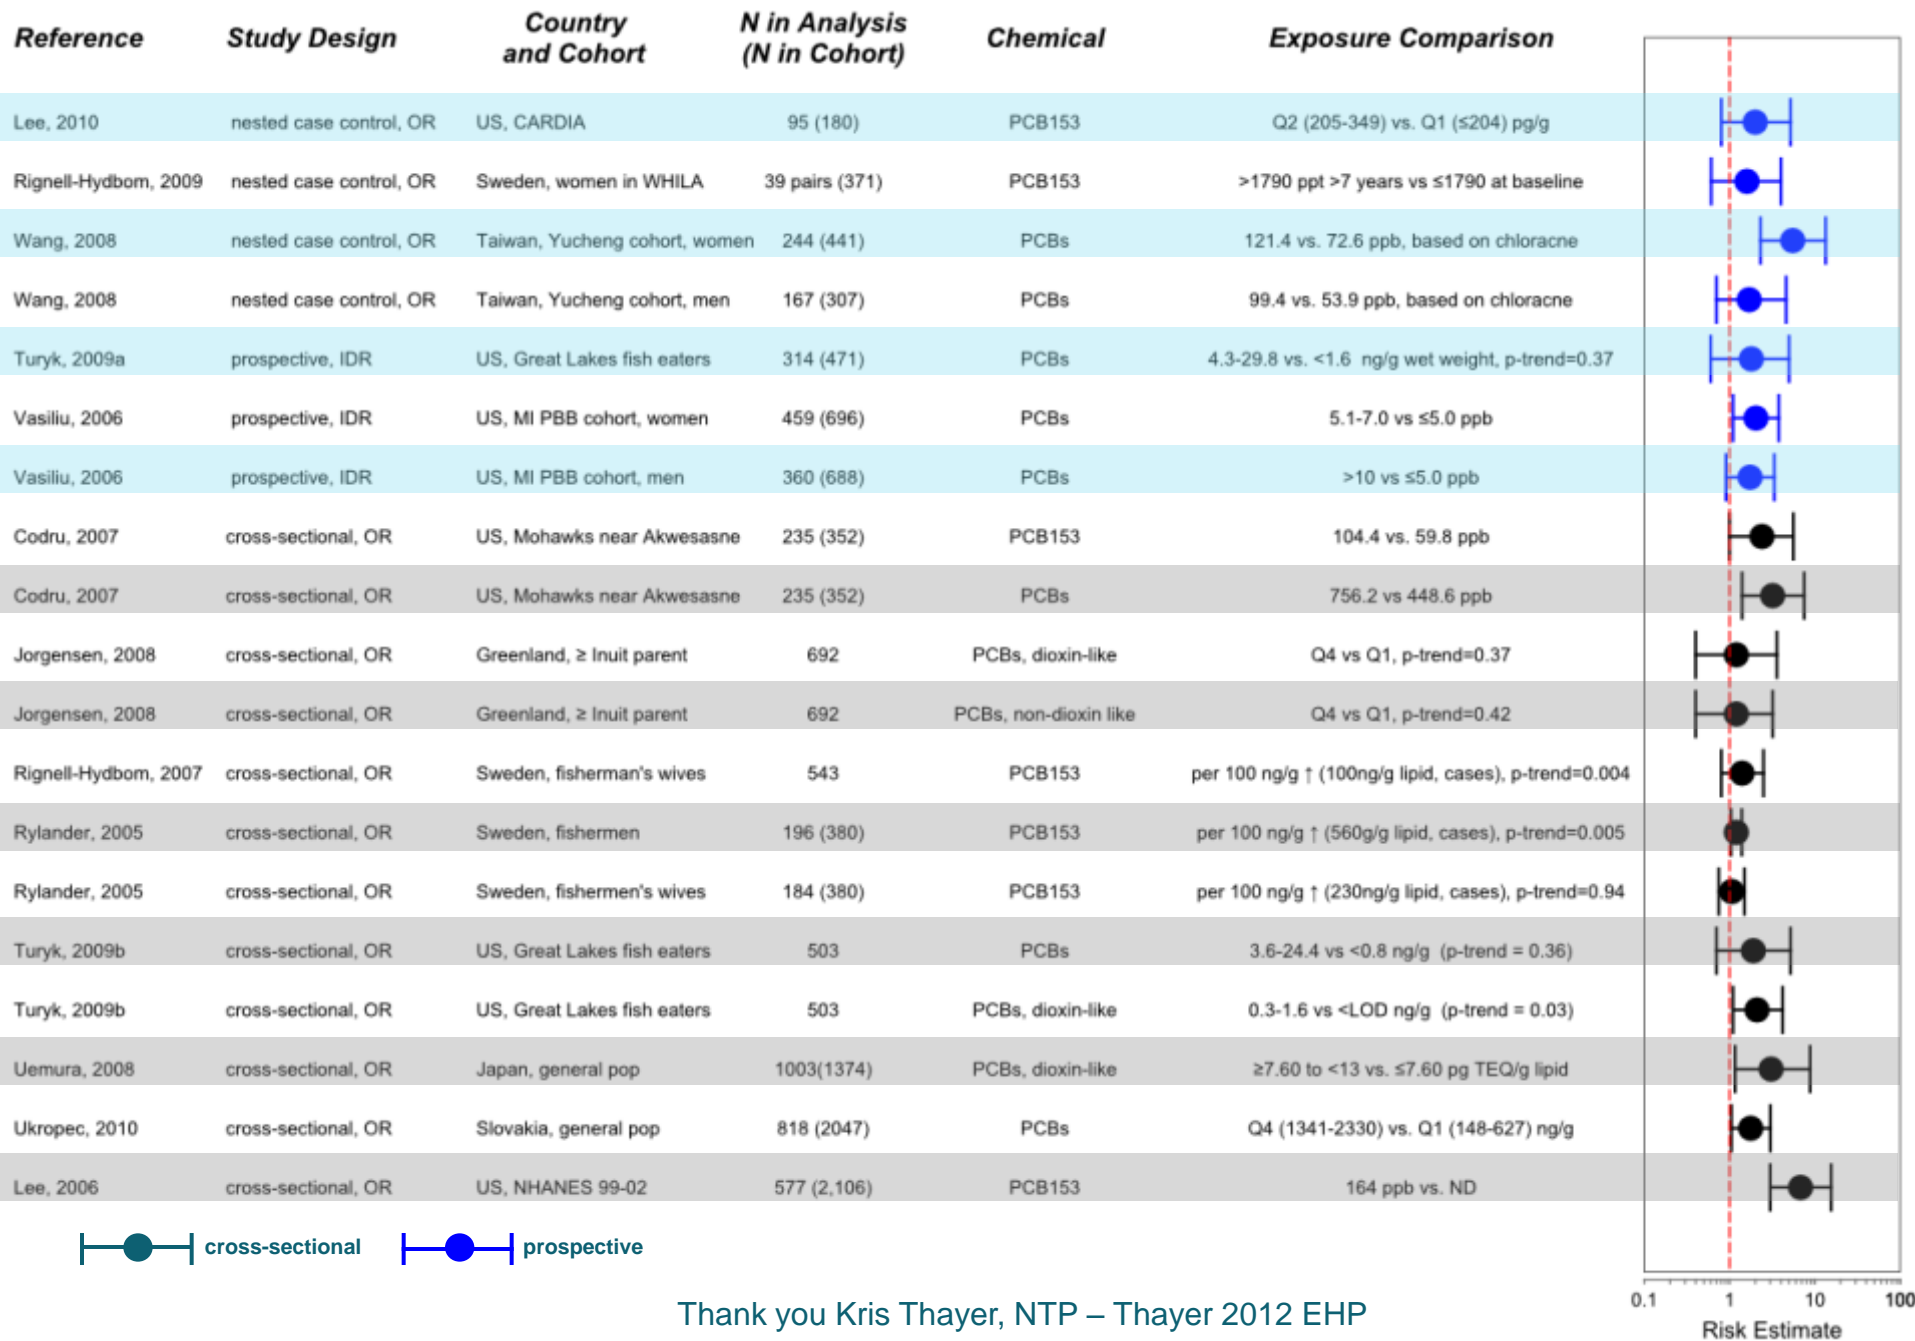 Reference Study Design Country and Cohort N in Analysis (N in Cohort) Chemical Exposure Comparison
Lee, 2010 nested case control, OR US, CARDIA 95 (180) PCB153 Q2 (205-349) vs. Q1 (≤204) pg/g
Rignell-Hydbom, 2009 nested case control, OR Sweden, women in WHILA 39 pairs (371) PCB153 >1790 ppt >7 years vs ≤1790 at baseline
Wang, 2008 nested case control, OR Taiwan, Yucheng cohort, women 244 (441) PCBs 121.4 vs. 72.6 ppb, based on chloracne
Wang, 2008 nested case control, OR Taiwan, Yucheng cohort, men 167 (307) PCBs 99.4 vs. 53.9 ppb, based on chloracne
Turyk, 2009a prospective, IDR US, Great Lakes fish eaters 314 (471) PCBs 4.3-29.8 vs. <1.6 ng/g wet weight, p-trend=0.37
Vasiliu, 2006 prospective, IDR US, MI PBB cohort, women 459 (696) PCBs 5.1-7.0 vs ≤5.0 ppb
Vasiliu, 2006 prospective, IDR US, MI PBB cohort, men 360 (688) PCBs >10 vs ≤5.0 ppb
Codru, 2007 cross-sectional, OR US, Mohawks near Akwesasne 235 (352) PCB153 104.4 vs. 59.8 ppb
Codru, 2007 cross-sectional, OR US, Mohawks near Akwesasne 235 (352) PCBs 756.2 vs 448.6 ppb
Jorgensen, 2008 cross-sectional, OR Greenland, ≥ Inuit parent 692 PCBs, dioxin-like Q4 vs Q1, p-trend=0.37
Jorgensen, 2008 cross-sectional, OR Greenland, ≥ Inuit parent 692 PCBs, non-dioxin like Q4 vs Q1, p-trend=0.42
Rignell-Hydbom, 2007 cross-sectional, OR Sweden, fisherman's wives 543 PCB153 per 100 ng/g ↑ (100ng/g lipid, cases), p-trend=0.004
Rylander, 2005 cross-sectional, OR Sweden, fishermen 196 (380) PCB153 per 100 ng/g ↑ (560g/g lipid, cases), p-trend=0.005
Rylander, 2005 cross-sectional, OR Sweden, fishermen's wives 184 (380) PCB153 per 100 ng/g ↑ (230ng/g lipid, cases), p-trend=0.94
Turyk, 2009b cross-sectional, OR US, Great Lakes fish eaters 503 PCBs 3.6-24.4 vs <0.8 ng/g (p-trend = 0.36)
Turyk, 2009b cross-sectional, OR US, Great Lakes fish eaters 503 PCBs, dioxin-like 0.3-1.6 vs <LOD ng/g (p-trend = 0.03)
Uemura, 2008 cross-sectional, OR Japan, general pop 1003(1374) PCBs, dioxin-like ≥7.60 to <13 vs. ≤7.60 pg TEQ/g lipid
Ukropec, 2010 cross-sectional, OR Slovakia, general pop 818 (2047) PCBs Q4 (1341-2330) vs. Q1 (148-627) ng/g
Lee, 2006 cross-sectional, OR US, NHANES 99-02 577 (2,106) PCB153 164 ppb vs. ND
cross-sectional prospective
0.1 1 10 100
Risk Estimate
Thank you Kris Thayer, NTP – Thayer 2012 EHP